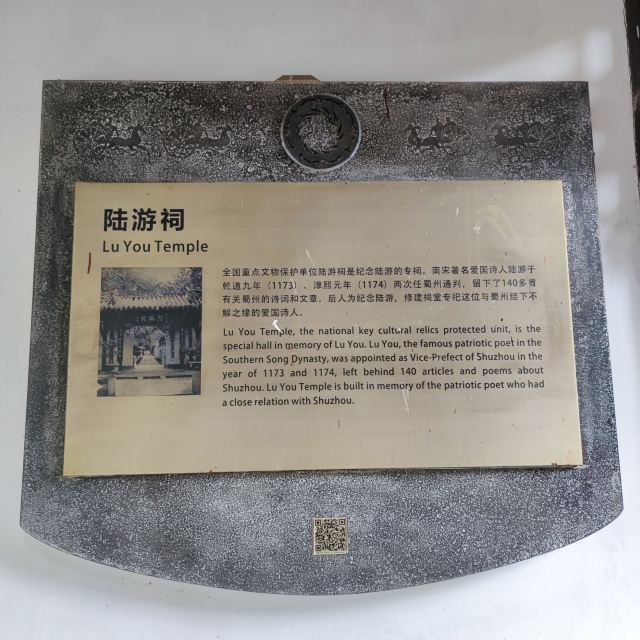 陆游祠
Lu You Temple
全国重点文物保护单位陆游祠是纪念陆游的专祠。南宋著名爱国诗人陆游于
乾道九年（1173）、淳熙元年（1174）两次任蜀州通判，留下了140多首
有关蜀州的诗词和文章。后人为纪念陆游，修建祠堂专祀这位与蜀州结下不
解之缘的爱国诗人。
Lu You Temple, the national key cultural relics protected unit, is the
special hall in memory of Lu You. Lu You, the famous patriotic poet in the
Southern Song Dynasty, was appointed as Vice-Prefect of Shuzhou in the
year of 1173 and 1174, left behind 140 articles and poems about
Shuzhou. Lu You Temple is built in memory of the patriotic poet who had
a close relation with Shuzhou.